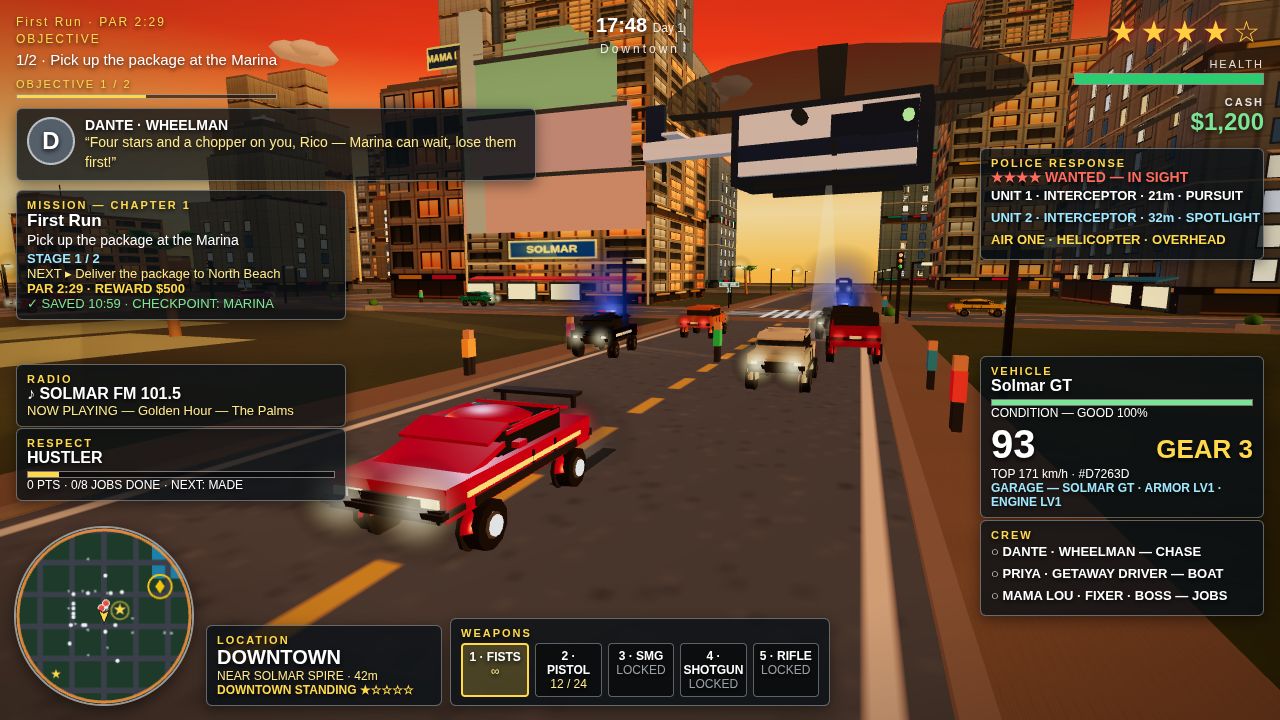 First Run · PAR 2:29
OBJECTIVE
1/2 · Pick up the package at the Marina
OBJECTIVE 1 / 2
17:48 Day 1
Downtown
★★★★☆
HEALTH
CASH
$1,200
MAMA
D
DANTE · WHEELMAN
“Four stars and a chopper on you, Rico — Marina can wait, lose them
first!”
MISSION — CHAPTER 1
First Run
Pick up the package at the Marina
STAGE 1 / 2
NEXT ▸ Deliver the package to North Beach
PAR 2:29 · REWARD $500
✓ SAVED 10:59 · CHECKPOINT: MARINA
SOLMAR
POLICE RESPONSE
★★★★ WANTED — IN SIGHT
UNIT 1 · INTERCEPTOR · 21m · PURSUIT
UNIT 2 · INTERCEPTOR · 32m · SPOTLIGHT
AIR ONE · HELICOPTER · OVERHEAD
RADIO
♪ SOLMAR FM 101.5
NOW PLAYING — Golden Hour — The Palms
RESPECT
HUSTLER
0 PTS · 0/8 JOBS DONE · NEXT: MADE
VEHICLE
Solmar GT
CONDITION — GOOD 100%
93 GEAR 3
TOP 171 km/h · #D7263D
GARAGE — SOLMAR GT · ARMOR LV1 ·
ENGINE LV1
CREW
○ DANTE · WHEELMAN — CHASE
○ PRIYA · GETAWAY DRIVER — BOAT
○ MAMA LOU · FIXER · BOSS — JOBS
LOCATION
DOWNTOWN
NEAR SOLMAR SPIRE · 42m
DOWNTOWN STANDING ★☆☆☆☆
WEAPONS
1 · FISTS
∞
2 ·
PISTOL
12 / 24
3 · SMG
LOCKED
4 ·
SHOTGUN
LOCKED
5 · RIFLE
LOCKED